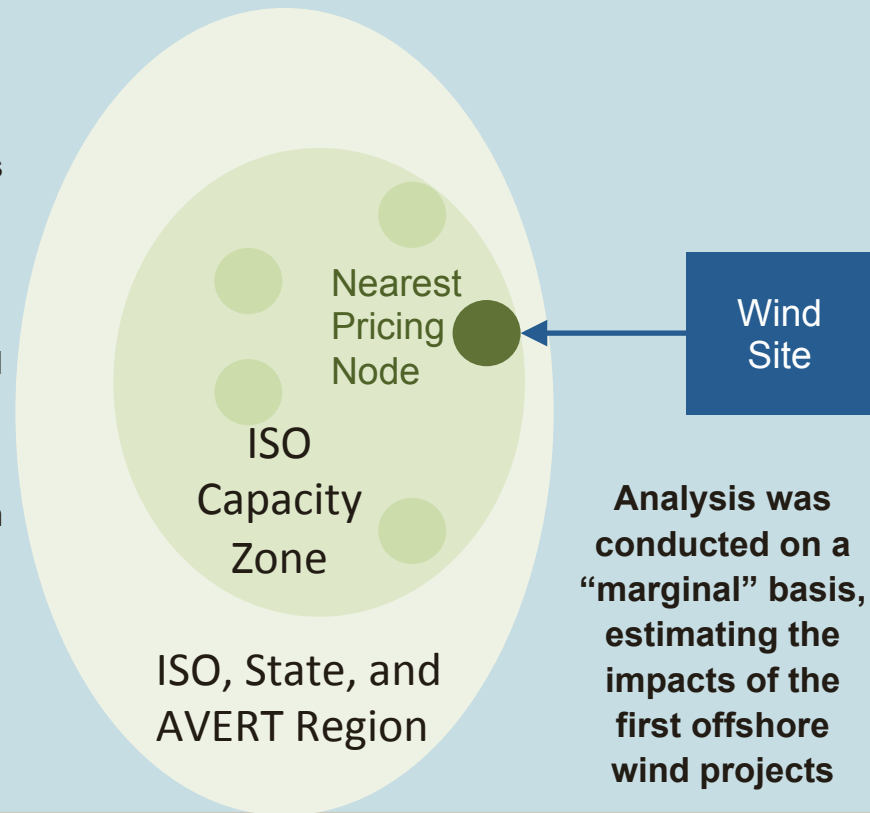 Nearest
Pricing
Node
Wind
Site
ISO
Capacity
Zone
Analysis was
conducted on a
“marginal” basis,
estimating the
impacts of the
first offshore
wind projects
ISO, State, and
AVERT Region